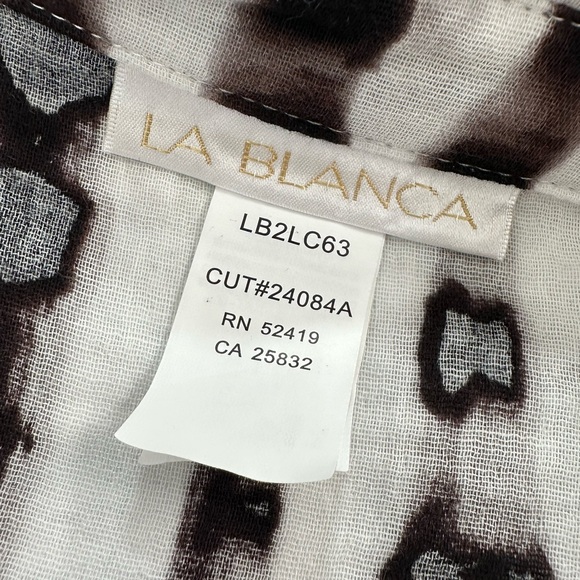 LA BLANCA
LB2LC63
CUT#24084A
RN 52419
CA 25832